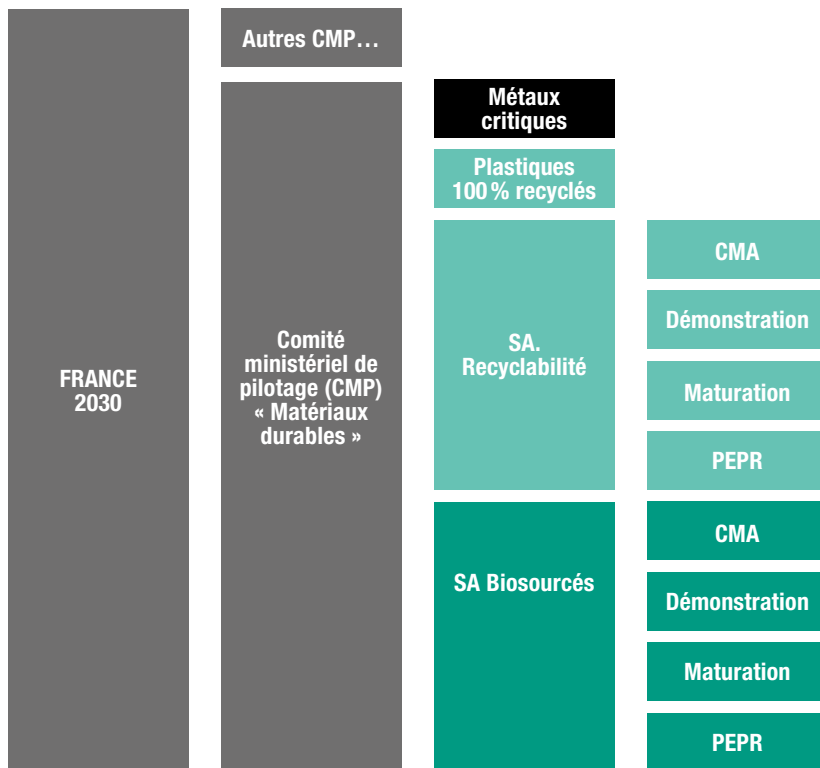 FRANCE
2030
Autres CMP…
Comité
ministériel de
pilotage (CMP)
« Matériaux
durables »
Métaux
critiques
Plastiques
100 % recyclés
SA.
Recyclabilité
SA Biosourcés
CMA
Démonstration
Maturation
PEPR
CMA
Démonstration
Maturation
PEPR